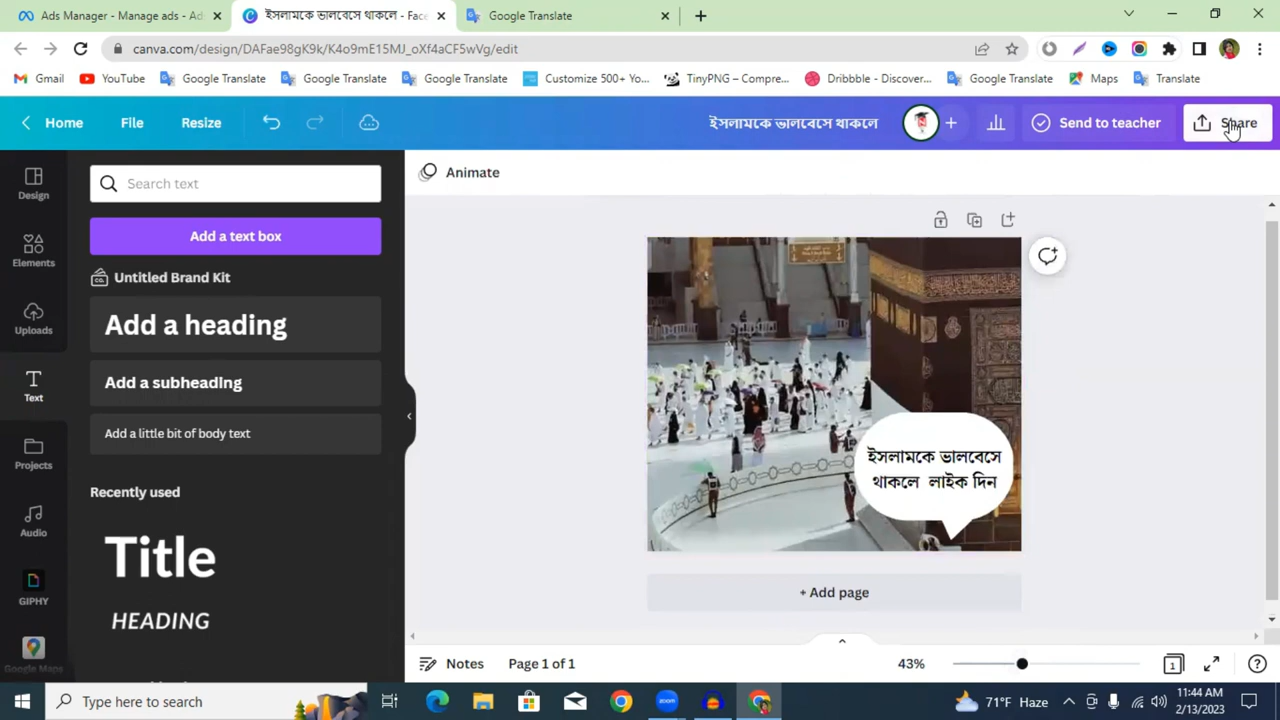 Ads Manager - Manage ads - Ad
ইসলামকে ভালবেসে থাকলে - Face
Google Translate
canva.com/design/DAFae98gK9k/K4o9mE15MJ_oXf4aCF5wVg/edit
Gmail
YouTube
Google Translate
Google Translate
Google Translate
Customize 500+ Yo...
TinyPNG – Compre...
Dribbble - Discover...
Google Translate
Maps
Translate
Home
File
Resize
ইসলামকে ভালবেসে থাকলে
Send to teacher
Share
Design
Elements
Uploads
Text
Projects
Audio
GIPHY
Google Maps
Search text
Add a text box
Untitled Brand Kit
Add a heading
Add a subheading
Add a little bit of body text
Recently used
Title
HEADING
Animate
ইসলামকে ভালবেসে
থাকলে লাইক দিন
+ Add page
Notes
Page 1 of 1
43%
1
Type here to search
71°F Haze
11:44 AM
2/13/2023